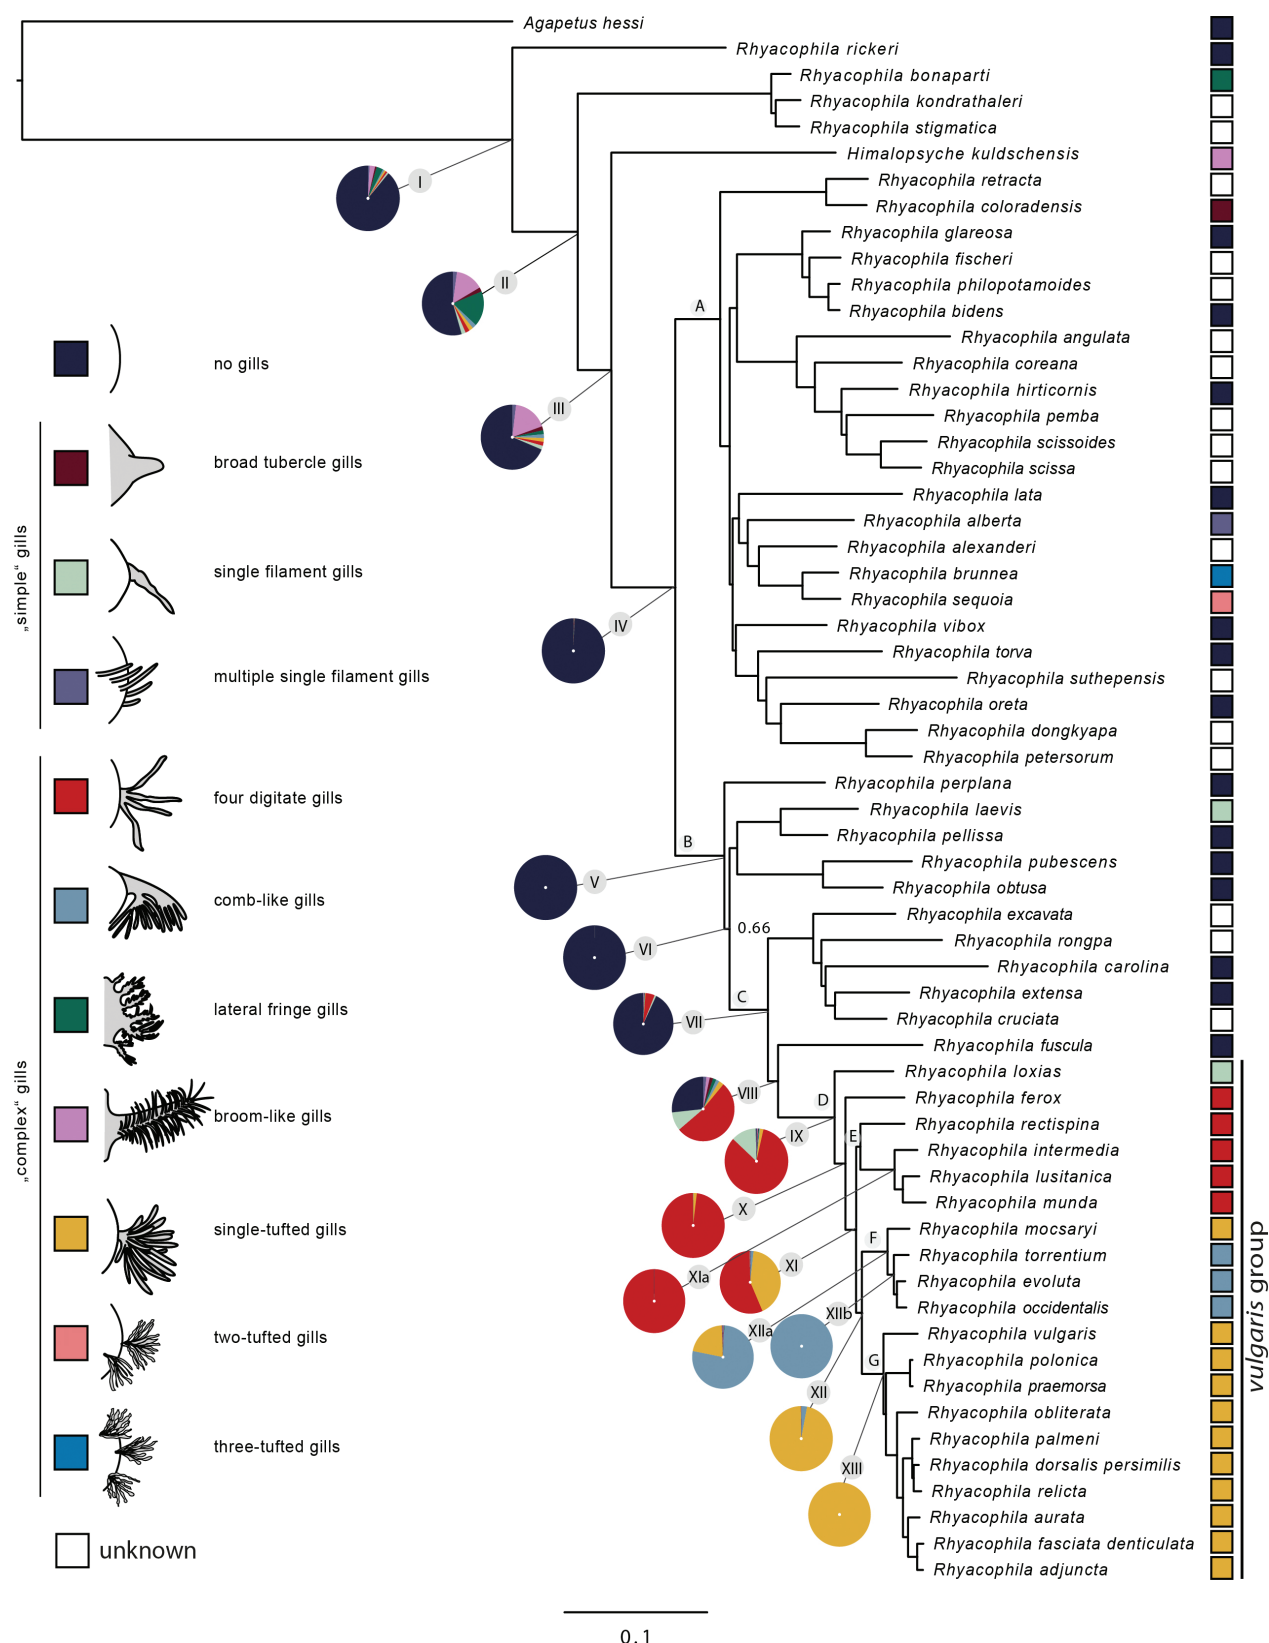 Agapetus hessi
Rhyacophila rickeri
Rhyacophila bonaparti
Rhyacophila kondrathaleri
Rhyacophila stigmatica
Himalopsyche kuldschensis
Rhyacophila retracta
Rhyacophila coloradensis
Rhyacophila glareosa
Rhyacophila fischeri
Rhyacophila philopotamoides
Rhyacophila bidens
Rhyacophila angulata
Rhyacophila coreana
Rhyacophila hirticornis
Rhyacophila pemba
Rhyacophila scissoides
Rhyacophila scissa
Rhyacophila lata
Rhyacophila alberta
Rhyacophila alexanderi
Rhyacophila brunnea
Rhyacophila sequoia
Rhyacophila vibox
Rhyacophila torva
Rhyacophila suthepensis
Rhyacophila oreta
Rhyacophila dongkyapa
Rhyacophila petersorum
Rhyacophila perplana
Rhyacophila laevis
Rhyacophila pellissa
Rhyacophila pubescens
Rhyacophila obtusa
Rhyacophila excavata
Rhyacophila rongpa
Rhyacophila carolina
Rhyacophila extensa
Rhyacophila cruciata
Rhyacophila fuscula
Rhyacophila loxias
Rhyacophila ferox
Rhyacophila rectispina
Rhyacophila intermedia
Rhyacophila lusitanica
Rhyacophila munda
Rhyacophila mocsaryi
Rhyacophila torrentium
Rhyacophila evoluta
Rhyacophila occidentalis
Rhyacophila vulgaris
Rhyacophila polonica
Rhyacophila praemorsa
Rhyacophila obliterata
Rhyacophila palmeni
Rhyacophila dorsalis persimilis
Rhyacophila relicta
Rhyacophila aurata
Rhyacophila fasciata denticulata
Rhyacophila adjuncta
vulgaris group
I
II
III
IV
V
VI
VII
VIII
IX
X
XI
XIa
XIIa
XIIb
XII
XIII
A
B
0.66
C
D
E
F
G
no gills
„simple“ gills
broad tubercle gills
single filament gills
multiple single filament gills
„complex“ gills
four digitate gills
comb-like gills
lateral fringe gills
broom-like gills
single-tufted gills
two-tufted gills
three-tufted gills
unknown
0.1